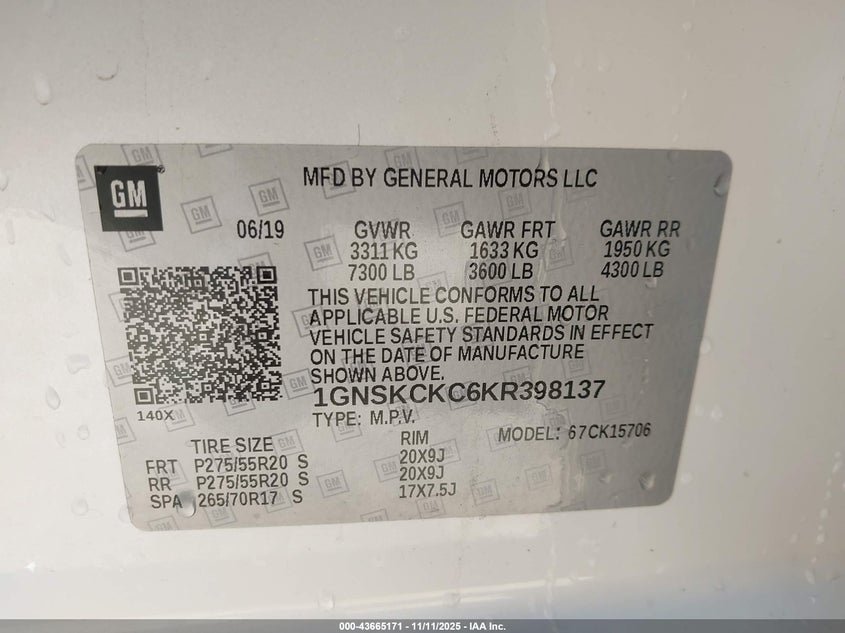 GM
MFD BY GENERAL MOTORS LLC
06/19 GVWR GAWR FRT GAWR RR
3311 KG 1633 KG 1950 KG
7300 LB 3600 LB 4300 LB
THIS VEHICLE CONFORMS TO ALL
APPLICABLE U.S. FEDERAL MOTOR
VEHICLE SAFETY STANDARDS IN EFFECT
ON THE DATE OF MANUFACTURE
SHOWN ABOVE.
1GNSKCKC6KR398137
140X
TYPE: M.P.V.
MODEL: 67CK15706
TIRE SIZE RIM
FRT P275/55R20 S 20X9J
RR P275/55R20 S 20X9J
SPA 265/70R17 S 17X7.5J
000-43665171 - 11/11/2025 - IAA Inc.